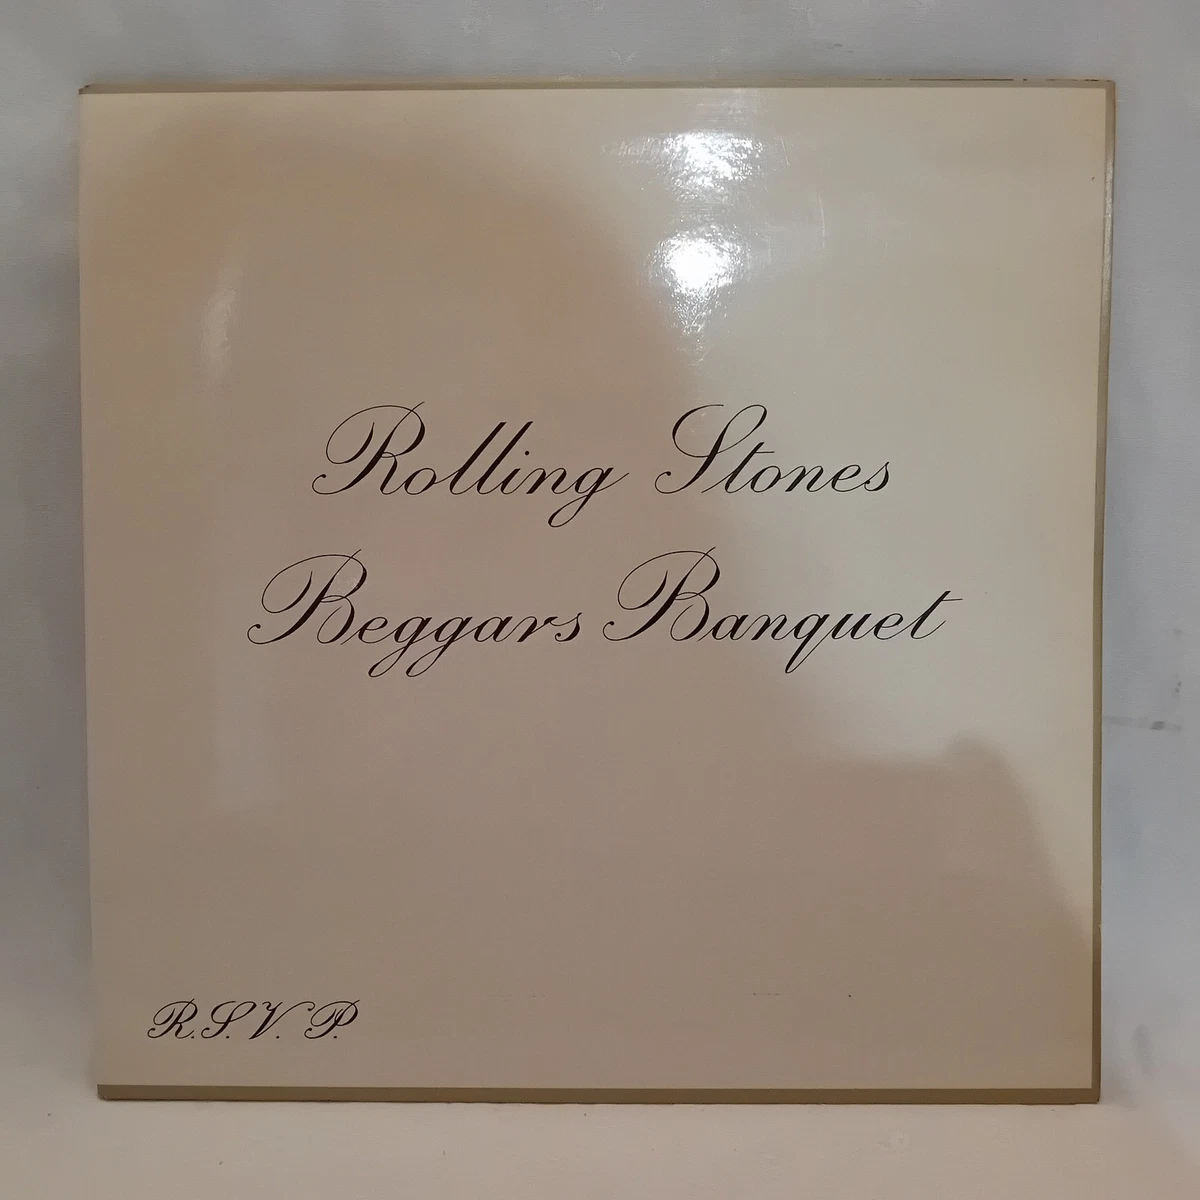 Rolling Stones
Beggars Banquet
R.S.V.P.